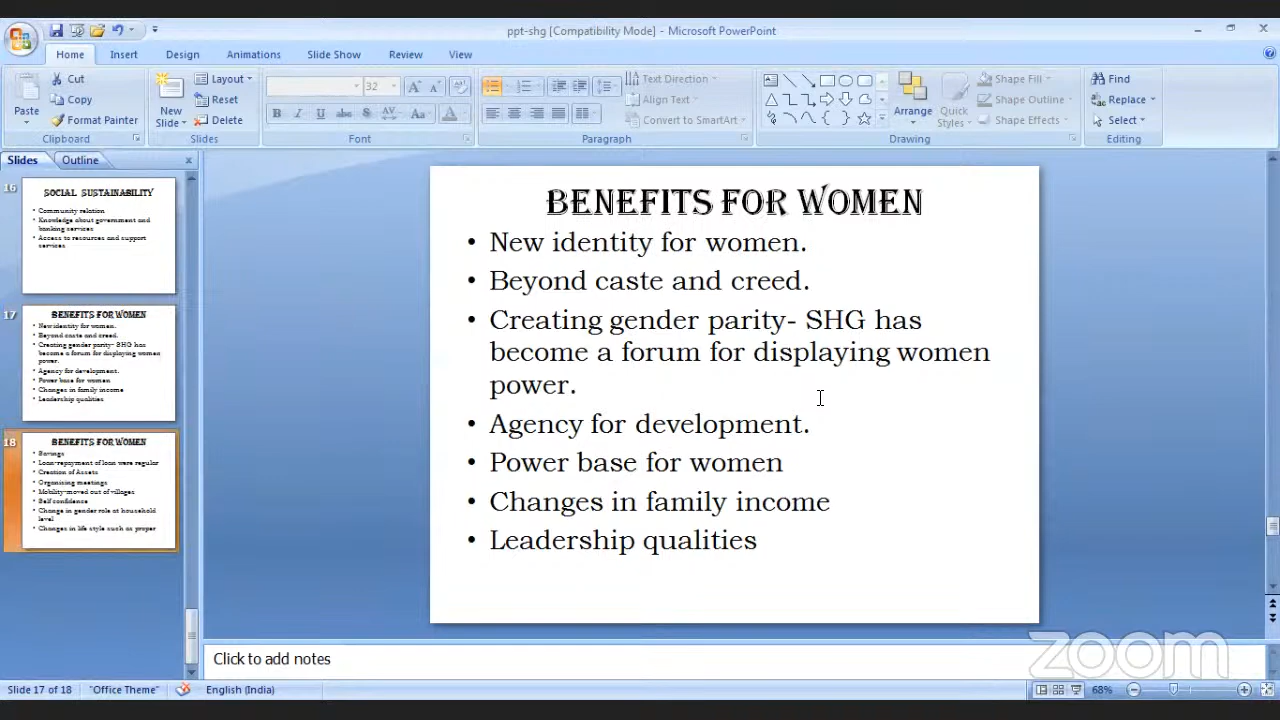 ppt-shg [Compatibility Mode] - Microsoft PowerPoint
Home Insert Design Animations Slide Show Review View
Cut
Copy
Format Painter
Paste
Clipboard
New
Slide
Layout
Reset
Delete
Slides
32
B I U abc S AV Aa A
Font
Text Direction
Align Text
Convert to SmartArt
Paragraph
Arrange
Quick
Styles
Shape Fill
Shape Outline
Shape Effects
Drawing
Find
Replace
Select
Editing
Slides Outline
16
SOCIAL SUSTAINABILITY
• Community relation
• Knowledge about government and
banking services
• Access to resources and support
services
17
BENEFITS FOR WOMEN
• New identity for women.
• Beyond caste and creed.
• Creating gender parity- SHG has
become a forum for displaying women
power.
• Agency for development.
• Power base for women
• Changes in family income
• Leadership qualities
18
BENEFITS FOR WOMEN
• Savings
• Loan-repayment of loan were regular
• Creation of Assets
• Organising meetings
• Mobility-moved out of villages
• Self confidence
• Change in gender role at household
level
• Changes in life style such as proper
BENEFITS FOR WOMEN
• New identity for women.
• Beyond caste and creed.
• Creating gender parity- SHG has
become a forum for displaying women
power.
• Agency for development.
• Power base for women
• Changes in family income
• Leadership qualities
Click to add notes
zoom
Slide 17 of 18 "Office Theme" English (India) 68%